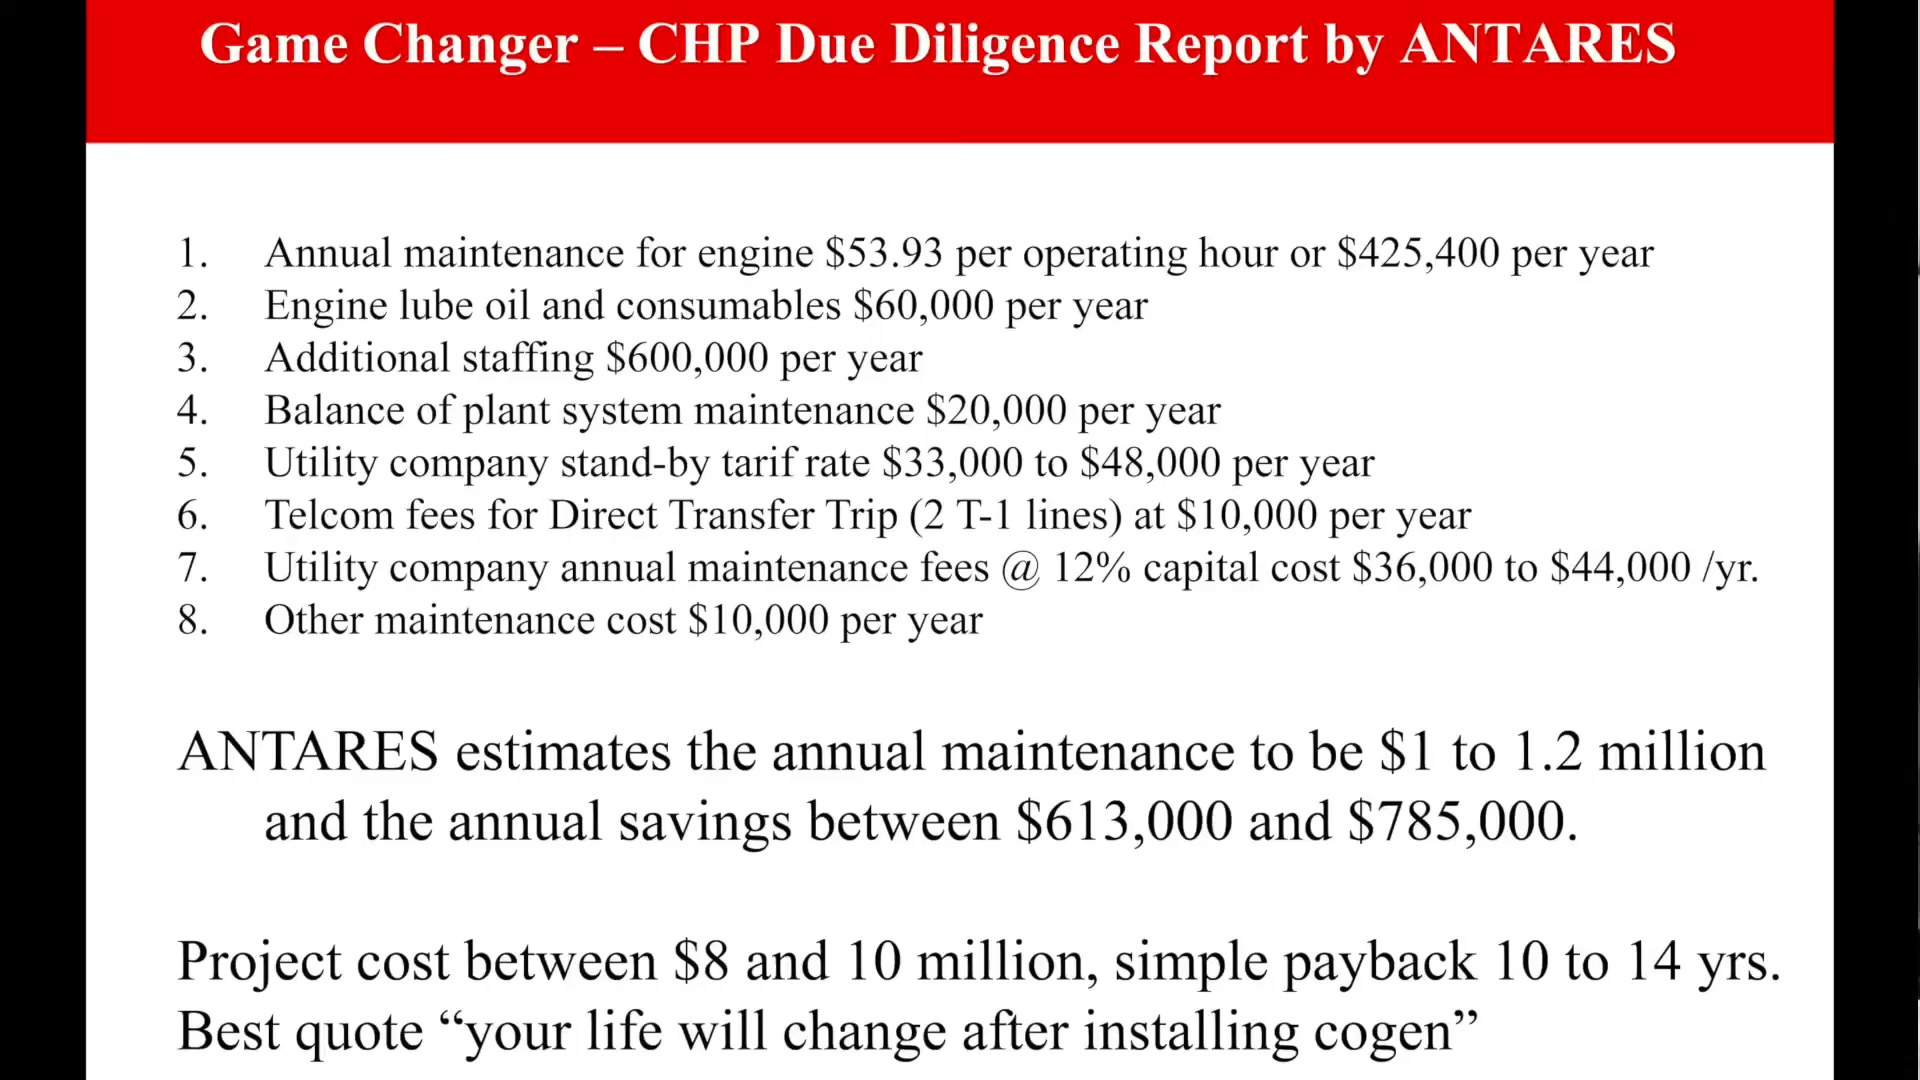 Game Changer – CHP Due Diligence Report by ANTARES
1. Annual maintenance for engine $53.93 per operating hour or $425,400 per year
2. Engine lube oil and consumables $60,000 per year
3. Additional staffing $600,000 per year
4. Balance of plant system maintenance $20,000 per year
5. Utility company stand-by tarif rate $33,000 to $48,000 per year
6. Telcom fees for Direct Transfer Trip (2 T-1 lines) at $10,000 per year
7. Utility company annual maintenance fees @ 12% capital cost $36,000 to $44,000 /yr.
8. Other maintenance cost $10,000 per year
ANTARES estimates the annual maintenance to be $1 to 1.2 million
and the annual savings between $613,000 and $785,000.
Project cost between $8 and 10 million, simple payback 10 to 14 yrs.
Best quote “your life will change after installing cogen”